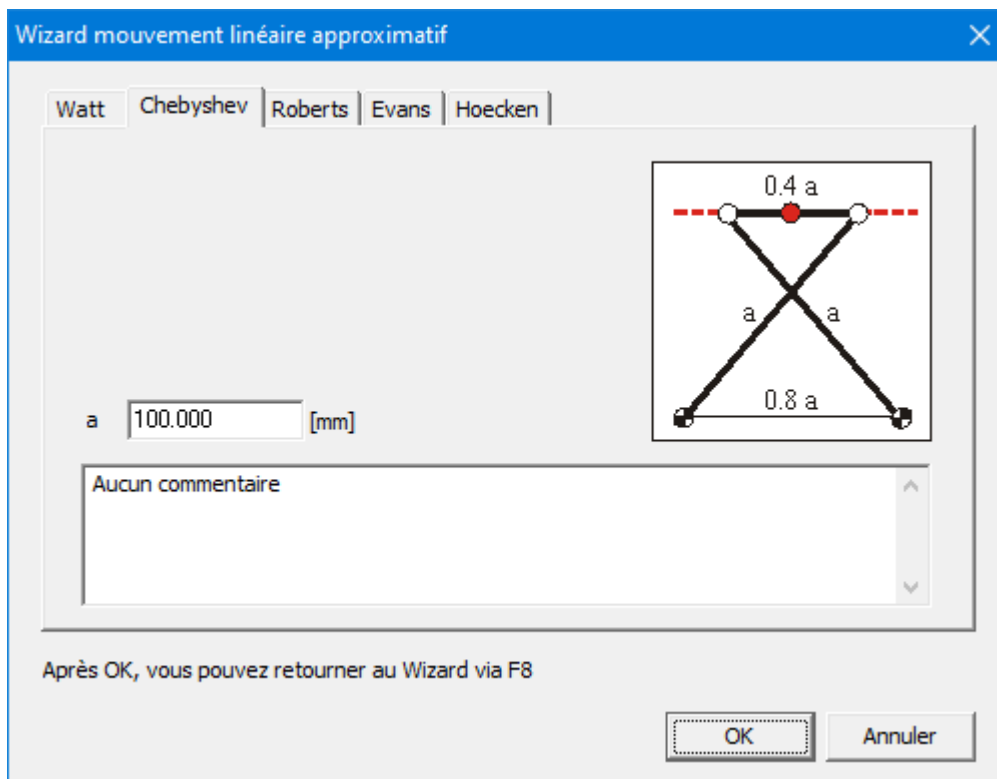 Wizard mouvement linéaire approximatif
Watt Chebyshev Roberts Evans Hoecken
0.4 a
a a
0.8 a
a 100.000 [mm]
Aucun commentaire
Après OK, vous pouvez retourner au Wizard via F8
OK Annuler